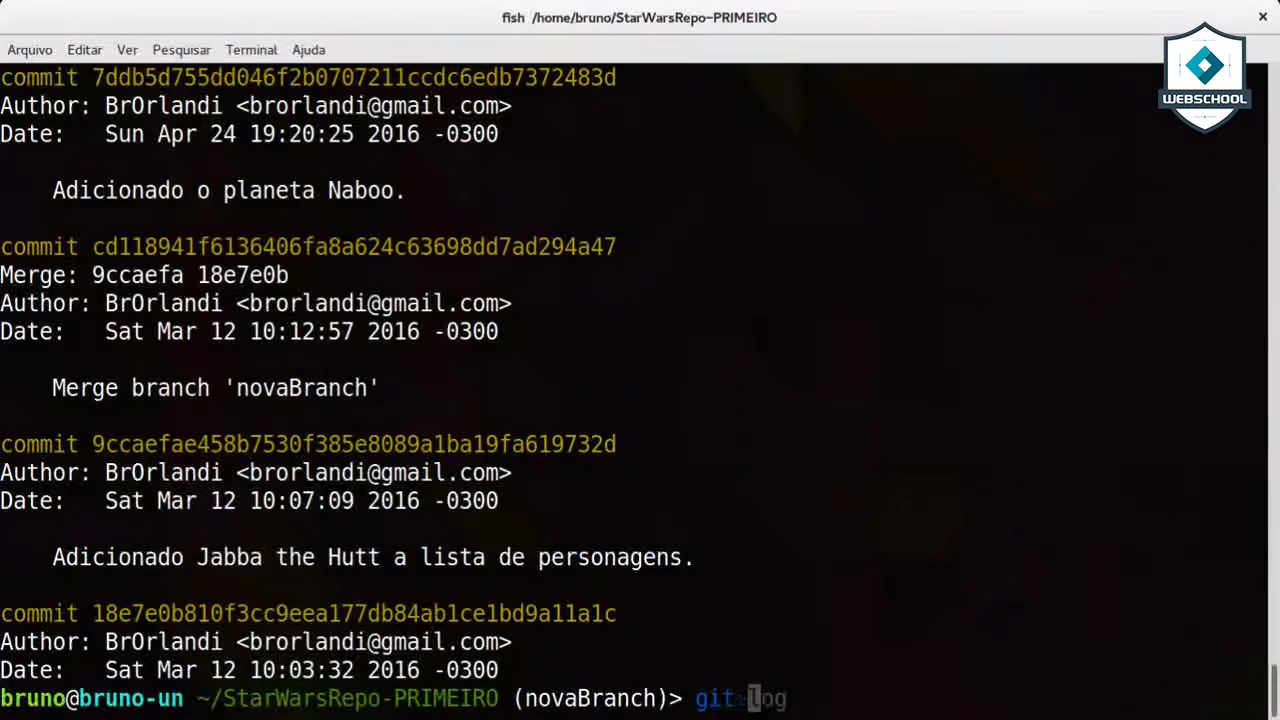 fish /home/bruno/StarWarsRepo-PRIMEIRO
Arquivo Editar Ver Pesquisar Terminal Ajuda
WEBSCHOOL
commit 7ddb5d755dd046f2b0707211ccdc6edb7372483d
Author: BrOrlandi <brorlandi@gmail.com>
Date:   Sun Apr 24 19:20:25 2016 -0300
    Adicionado o planeta Naboo.
commit cd118941f6136406fa8a624c63698dd7ad294a47
Merge: 9ccaefa 18e7e0b
Author: BrOrlandi <brorlandi@gmail.com>
Date:   Sat Mar 12 10:12:57 2016 -0300
    Merge branch 'novaBranch'
commit 9ccaefae458b7530f385e8089a1ba19fa619732d
Author: BrOrlandi <brorlandi@gmail.com>
Date:   Sat Mar 12 10:07:09 2016 -0300
    Adicionado Jabba the Hutt a lista de personagens.
commit 18e7e0b810f3cc9eea177db84ab1ce1bd9a11a1c
Author: BrOrlandi <brorlandi@gmail.com>
Date:   Sat Mar 12 10:03:32 2016 -0300
bruno@bruno-un ~/StarWarsRepo-PRIMEIRO (novaBranch)> git log